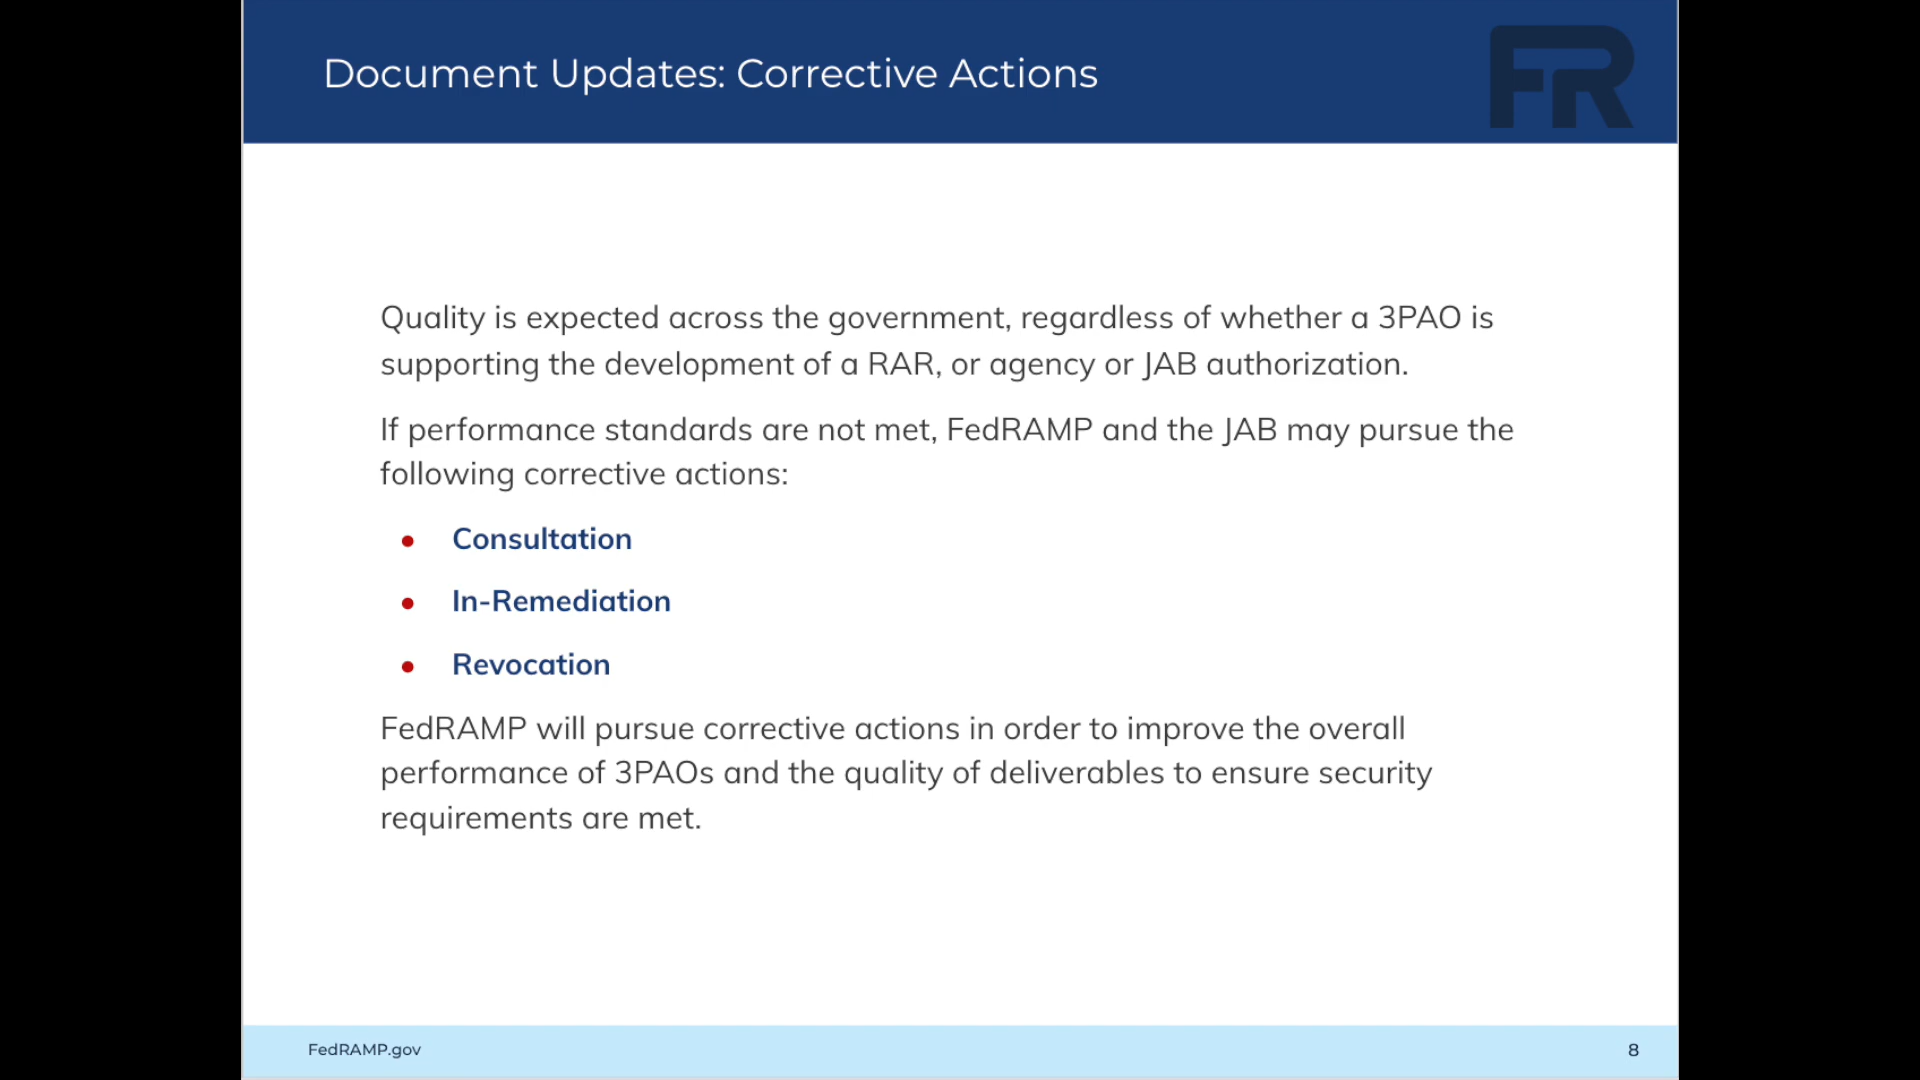 Document Updates: Corrective Actions
FR
Quality is expected across the government, regardless of whether a 3PAO is
supporting the development of a RAR, or agency or JAB authorization.
If performance standards are not met, FedRAMP and the JAB may pursue the
following corrective actions:
● Consultation
● In-Remediation
● Revocation
FedRAMP will pursue corrective actions in order to improve the overall
performance of 3PAOs and the quality of deliverables to ensure security
requirements are met.
FedRAMP.gov
8